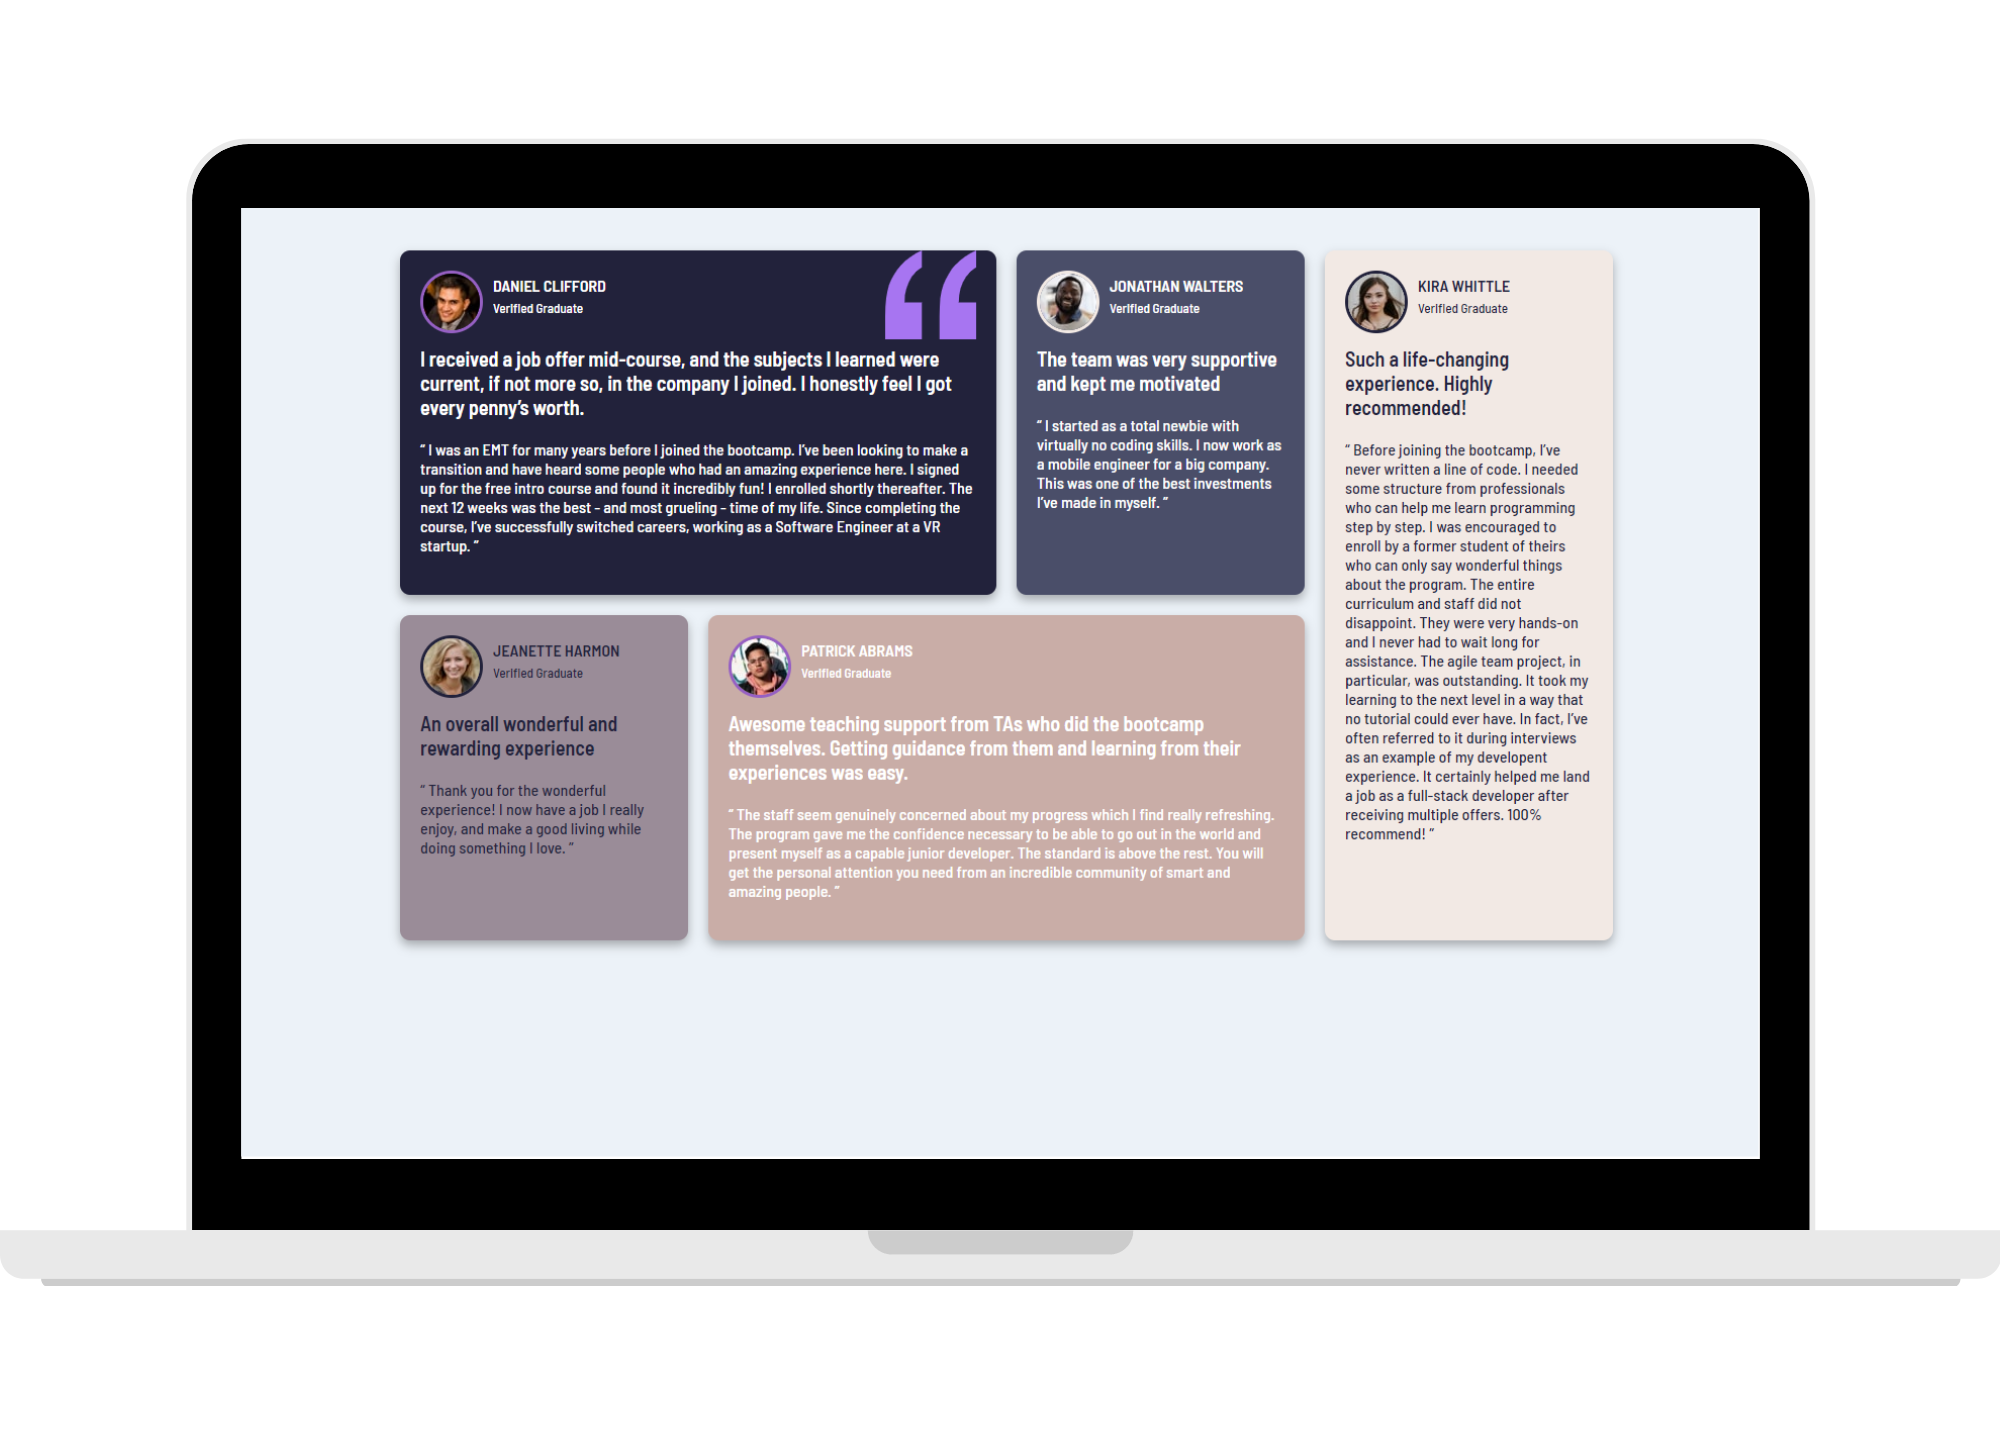 DANIEL CLIFFORD
Verified Graduate
I received a job offer mid-course, and the subjects I learned were
current, if not more so, in the company I joined. I honestly feel I got
every penny’s worth.
“ I was an EMT for many years before I joined the bootcamp. I’ve been looking to make a
transition and have heard some people who had an amazing experience here. I signed
up for the free intro course and found it incredibly fun! I enrolled shortly thereafter. The
next 12 weeks was the best - and most grueling - time of my life. Since completing the
course, I’ve successfully switched careers, working as a Software Engineer at a VR
startup. ”
JONATHAN WALTERS
Verified Graduate
The team was very supportive
and kept me motivated
“ I started as a total newbie with
virtually no coding skills. I now work as
a mobile engineer for a big company.
This was one of the best investments
I’ve made in myself. ”
KIRA WHITTLE
Verified Graduate
Such a life-changing
experience. Highly
recommended!
“ Before joining the bootcamp, I’ve
never written a line of code. I needed
some structure from professionals
who can help me learn programming
step by step. I was encouraged to
enroll by a former student of theirs
who can only say wonderful things
about the program. The entire
curriculum and staff did not
disappoint. They were very hands-on
and I never had to wait long for
assistance. The agile team project, in
particular, was outstanding. It took my
learning to the next level in a way that
no tutorial could ever have. In fact, I’ve
often referred to it during interviews
as an example of my developent
experience. It certainly helped me land
a job as a full-stack developer after
receiving multiple offers. 100%
recommend! ”
JEANETTE HARMON
Verified Graduate
An overall wonderful and
rewarding experience
“ Thank you for the wonderful
experience! I now have a job I really
enjoy, and make a good living while
doing something I love. ”
PATRICK ABRAMS
Verified Graduate
Awesome teaching support from TAs who did the bootcamp
themselves. Getting guidance from them and learning from their
experiences was easy.
“ The staff seem genuinely concerned about my progress which I find really refreshing.
The program gave me the confidence necessary to be able to go out in the world and
present myself as a capable junior developer. The standard is above the rest. You will
get the personal attention you need from an incredible community of smart and
amazing people. ”